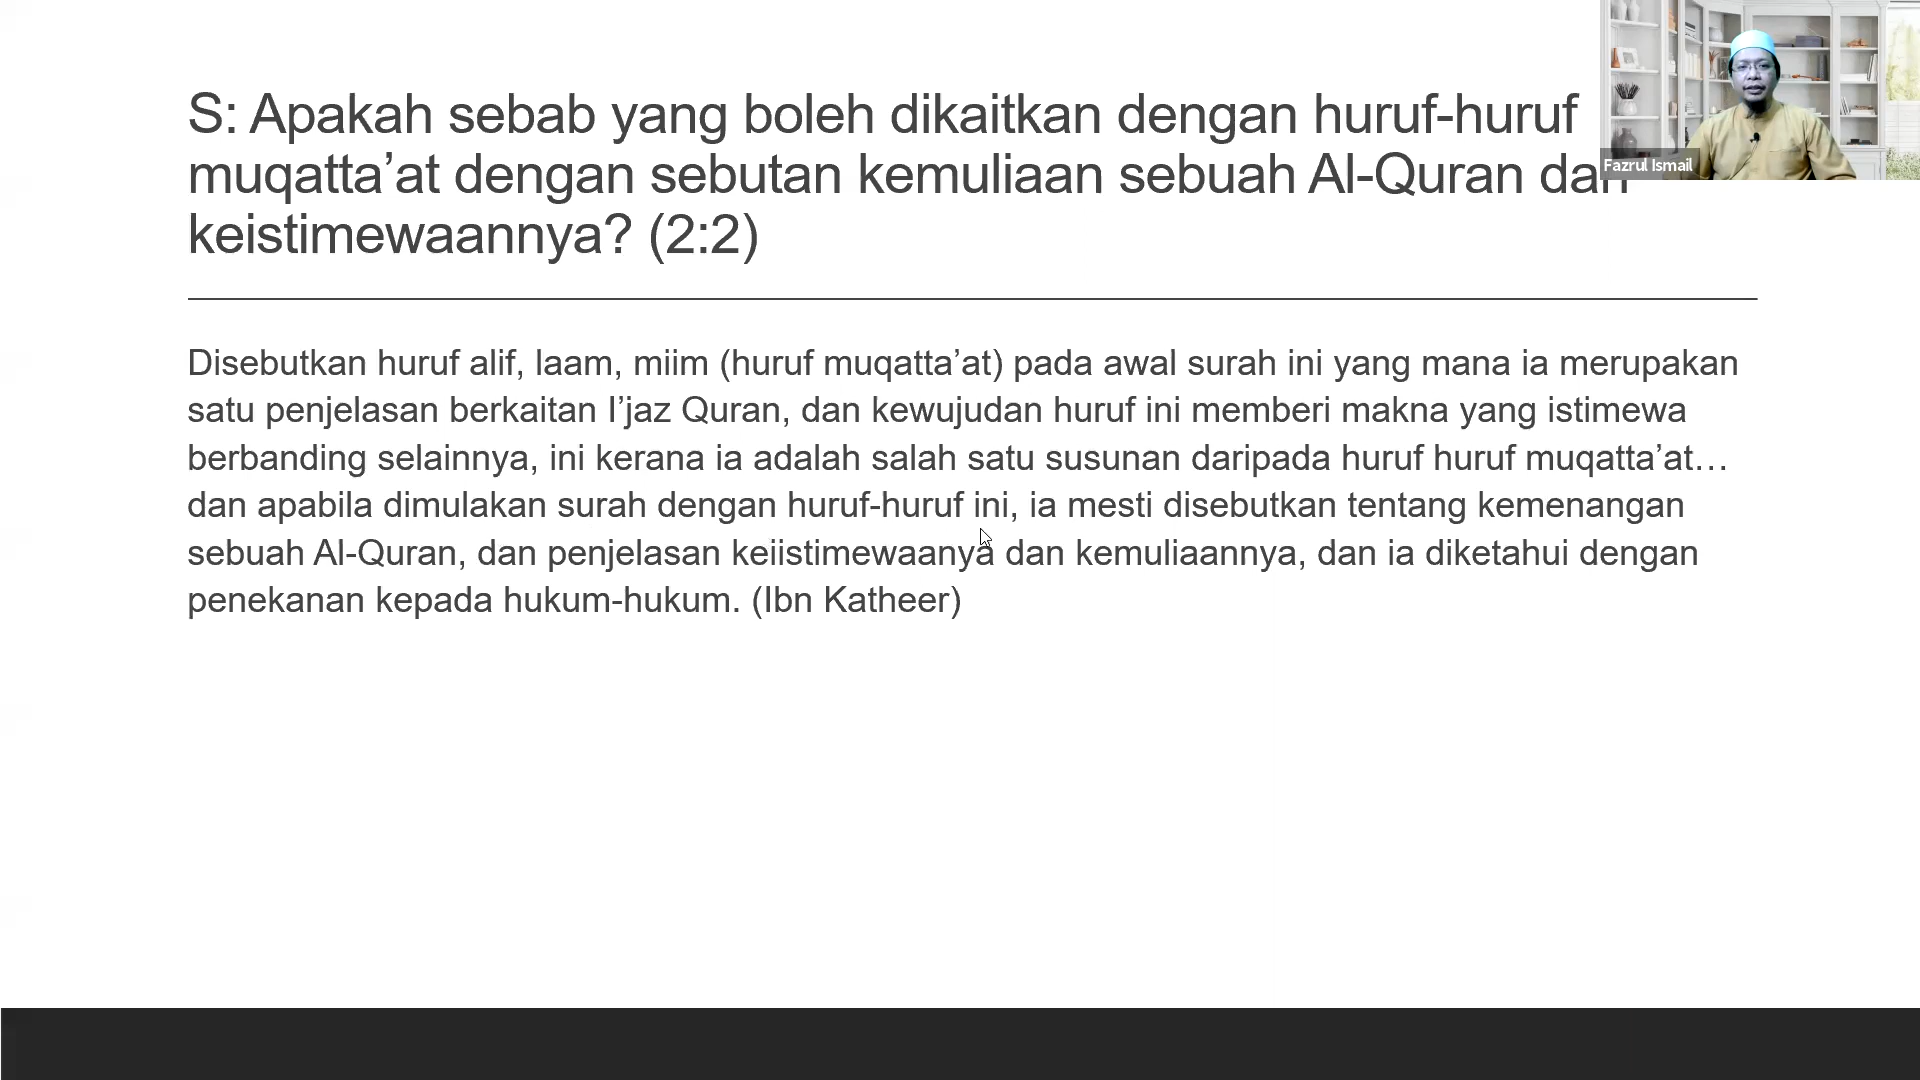 S: Apakah sebab yang boleh dikaitkan dengan huruf-huruf
muqatta’at dengan sebutan kemuliaan sebuah Al-Quran dan
keistimewaannya? (2:2)
Fazrul Ismail
Disebutkan huruf alif, laam, miim (huruf muqatta’at) pada awal surah ini yang mana ia merupakan
satu penjelasan berkaitan I’jaz Quran, dan kewujudan huruf ini memberi makna yang istimewa
berbanding selainnya, ini kerana ia adalah salah satu susunan daripada huruf huruf muqatta’at…
dan apabila dimulakan surah dengan huruf-huruf ini, ia mesti disebutkan tentang kemenangan
sebuah Al-Quran, dan penjelasan keiistimewaanya dan kemuliaannya, dan ia diketahui dengan
penekanan kepada hukum-hukum. (Ibn Katheer)